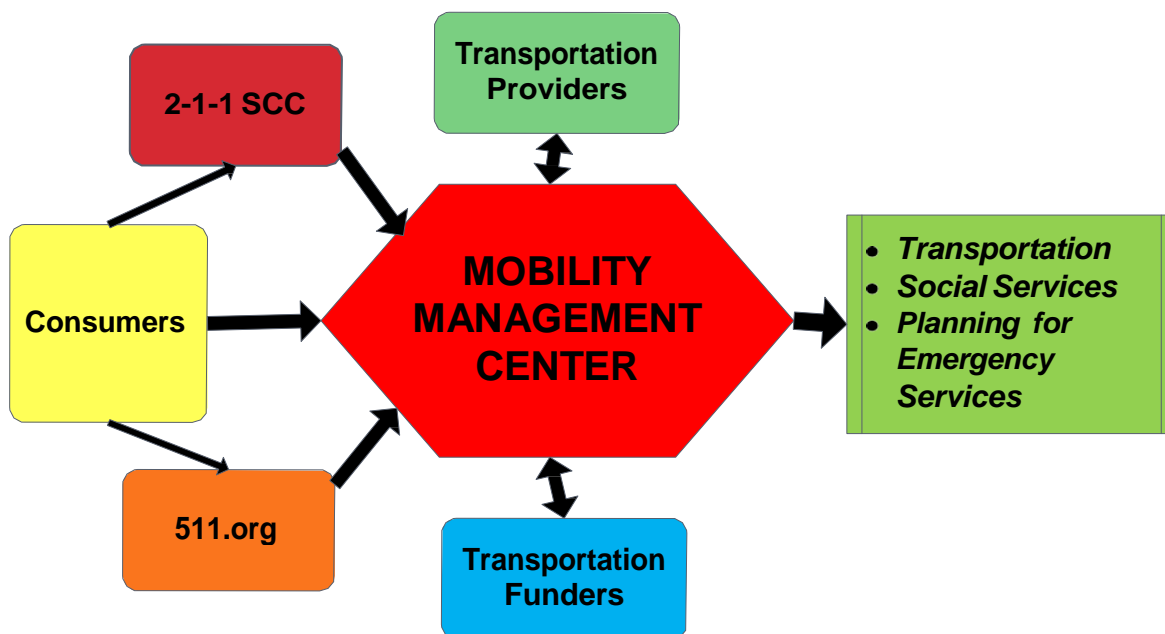 2-1-1 SCC
Transportation
Providers
Consumers
MOBILITY
MANAGEMENT
CENTER
• Transportation
• Social Services
• Planning for
Emergency
Services
511.org
Transportation
Funders